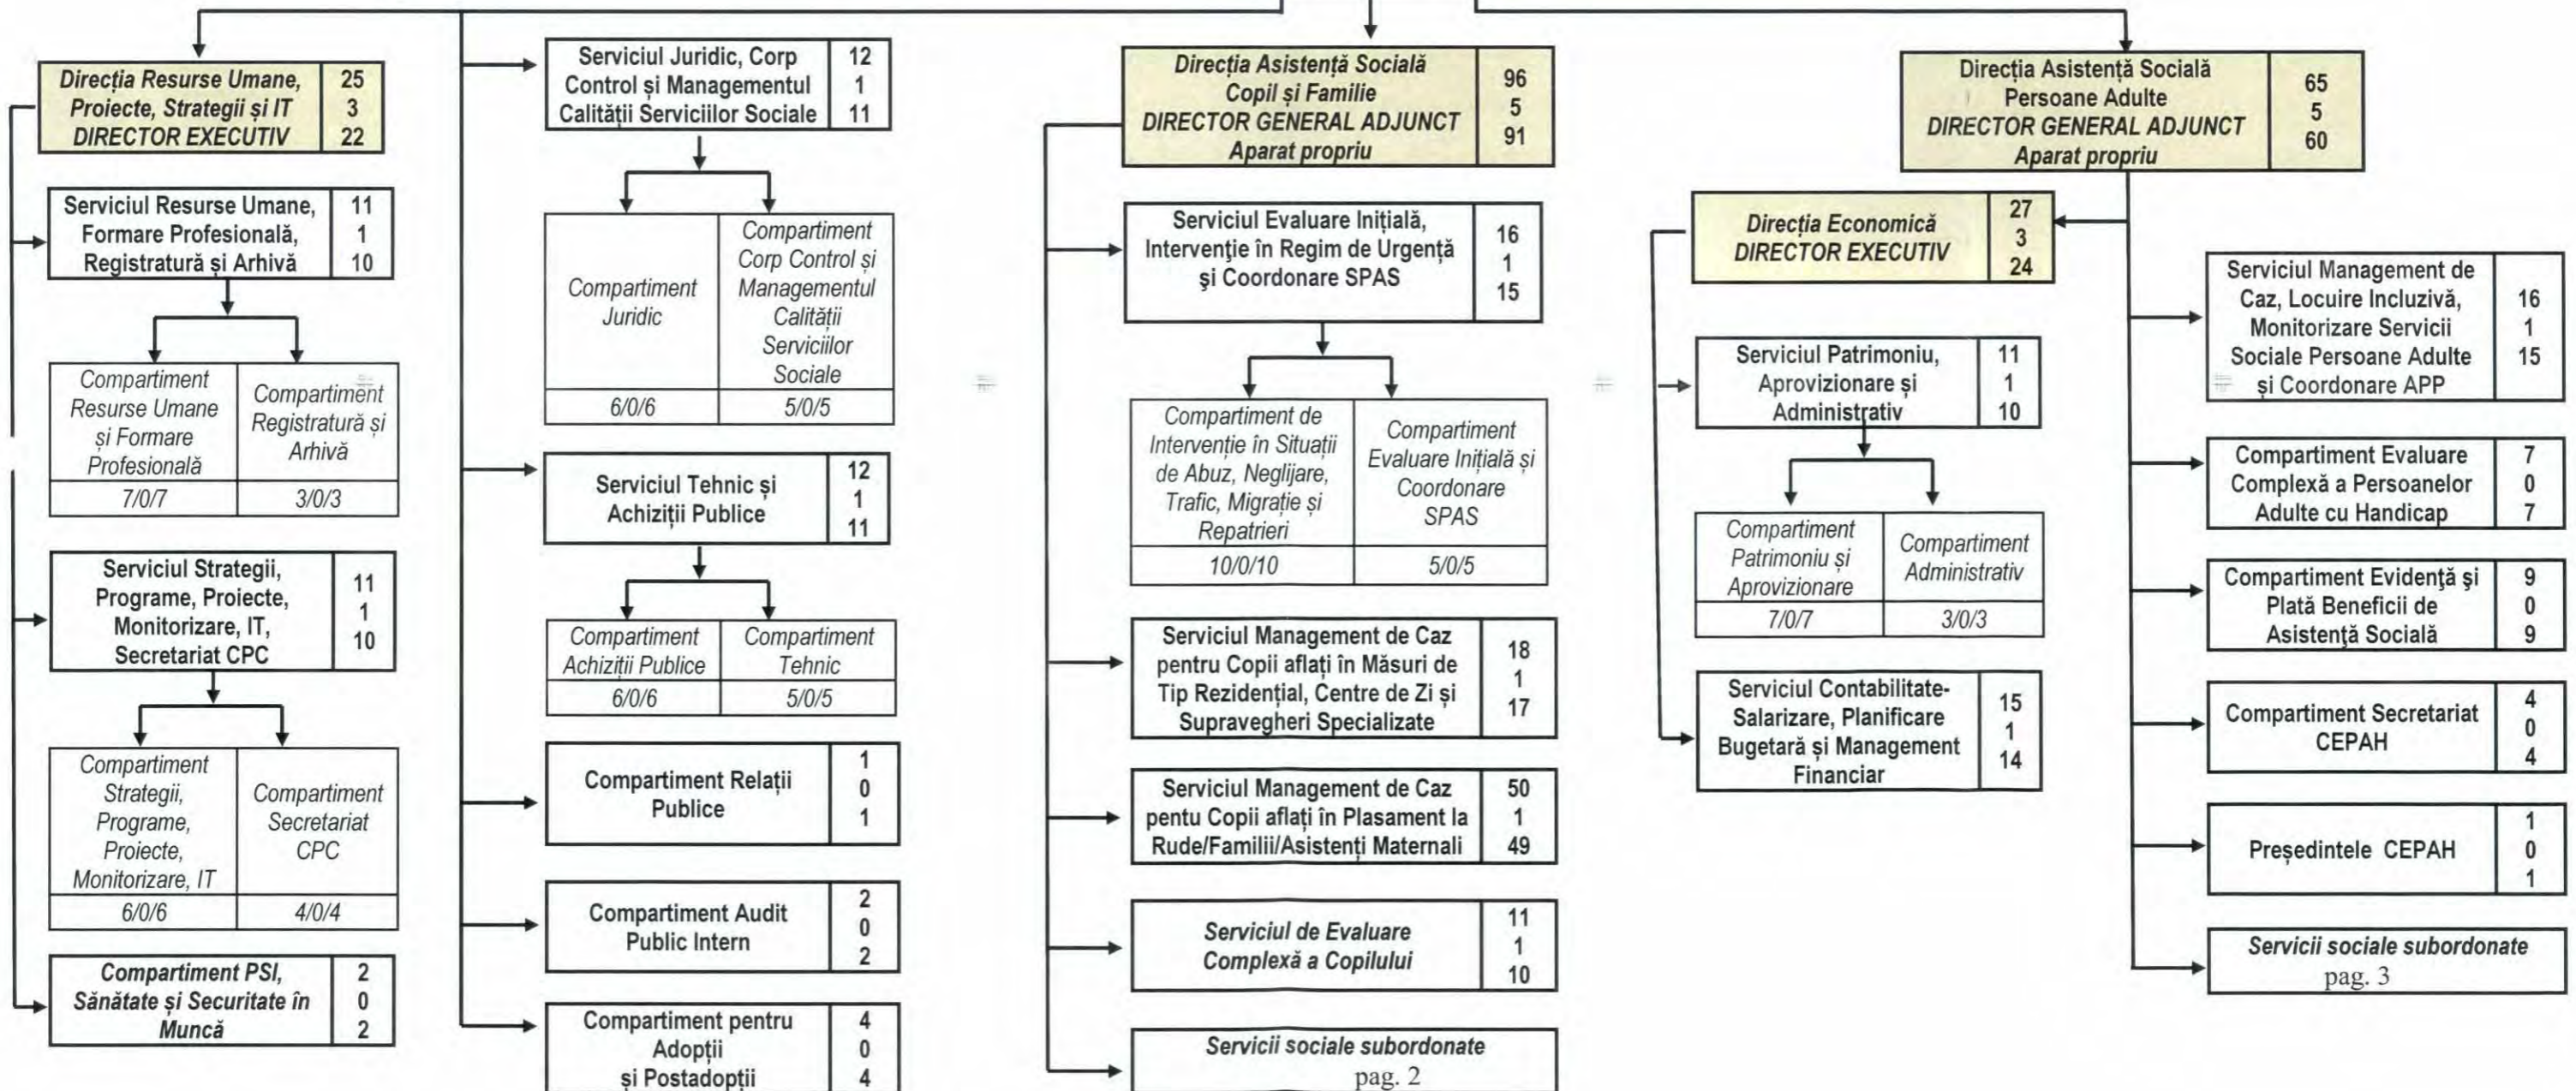 Direcția Resurse Umane, 25
Proiecte, Strategii și IT 3
DIRECTOR EXECUTIV 22
Serviciul Resurse Umane, 11
Formare Profesională, 1
Registratură și Arhivă 10
Compartiment
Resurse Umane
și Formare
Profesională
7/0/7
Compartiment
Registratură și
Arhivă
3/0/3
Serviciul Strategii,
Programe, Proiecte,
Monitorizare, IT,
Secretariat CPC
11
1
10
Compartiment
Strategii,
Programe,
Proiecte,
Monitorizare, IT
6/0/6
Compartiment
Secretariat
CPC
4/0/4
Compartiment PSI, 2
Sănătate și Securitate în 0
Muncă 2
Serviciul Juridic, Corp 12
Control și Managementul 1
Calității Serviciilor Sociale 11
Compartiment
Juridic
6/0/6
Compartiment
Corp Control și
Managementul
Calității
Serviciilor
Sociale
5/0/5
Serviciul Tehnic și
Achiziții Publice
12
1
11
Compartiment
Achiziții Publice
6/0/6
Compartiment
Tehnic
5/0/5
Compartiment Relații
Publice
1
0
1
Compartiment Audit
Public Intern
2
0
2
Compartiment pentru 4
Adopții 0
și Postadopții 4
Direcția Asistență Socială
Copil și Familie
DIRECTOR GENERAL ADJUNCT
Aparat propriu
96
5
91
Serviciul Evaluare Inițială,
Intervenţie în Regim de Urgență
şi Coordonare SPAS
16
1
15
Compartiment de
Intervenție în Situații
de Abuz, Neglijare,
Trafic, Migrație și
Repatrieri
10/0/10
Compartiment
Evaluare Inițială și
Coordonare
SPAS
5/0/5
Serviciul Management de Caz
pentru Copii aflați în Măsuri de
Tip Rezidențial, Centre de Zi și
Supravegheri Specializate
18
1
17
Serviciul Management de Caz 50
pentu Copii aflați în Plasament la 1
Rude/Familii/Asistenți Maternali 49
Serviciul de Evaluare
Complexă a Copilului
11
1
10
Servicii sociale subordonate
pag. 2
Direcția Asistență Socială
Persoane Adulte
DIRECTOR GENERAL ADJUNCT
Aparat propriu
65
5
60
Direcția Economică
DIRECTOR EXECUTIV
27
3
24
Serviciul Patrimoniu, 11
Aprovizionare și 1
Administrativ 10
Compartiment
Patrimoniu și
Aprovizionare
7/0/7
Compartiment
Administrativ
3/0/3
Serviciul Contabilitate-
Salarizare, Planificare
Bugetară și Management
Financiar
15
1
14
Serviciul Management de
Caz, Locuire Incluzivă,
Monitorizare Servicii
Sociale Persoane Adulte
și Coordonare APP
16
1
15
Compartiment Evaluare 7
Complexă a Persoanelor 0
Adulte cu Handicap 7
Compartiment Evidenţă şi 9
Plată Beneficii de 0
Asistenţă Socială 9
Compartiment Secretariat
CEPAH
4
0
4
Președintele CEPAH
1
0
1
Servicii sociale subordonate
pag. 3